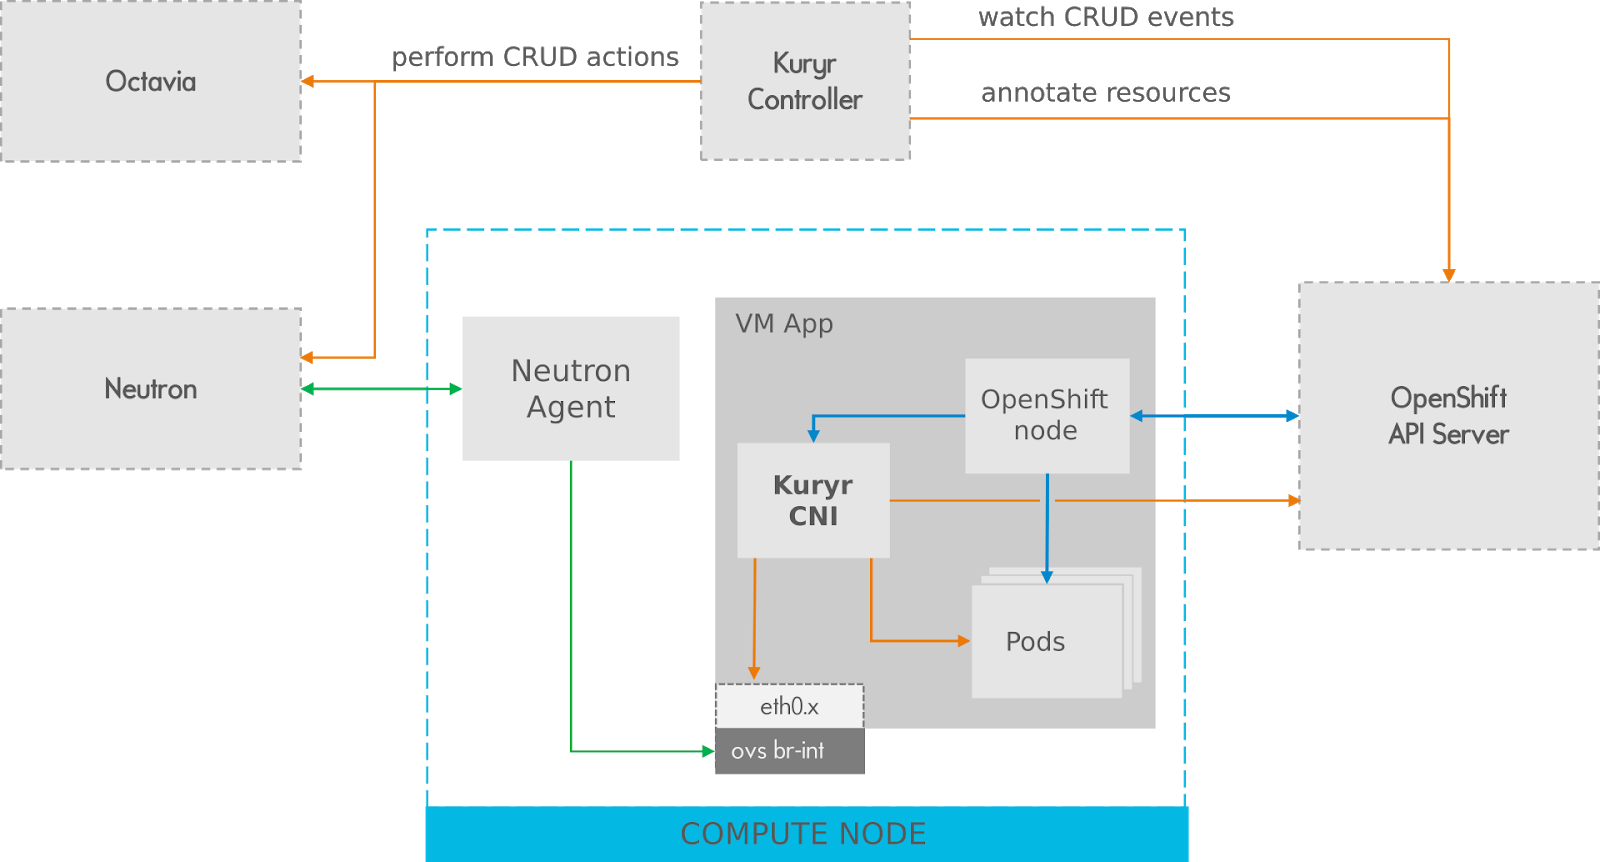 watch CRUD events
perform CRUD actions
Octavia
Kuryr
Controller
annotate resources
VM App
Neutron
Neutron
Agent
OpenShift
node
OpenShift
API Server
Kuryr
CNI
Pods
eth0.x
ovs br-int
COMPUTE NODE